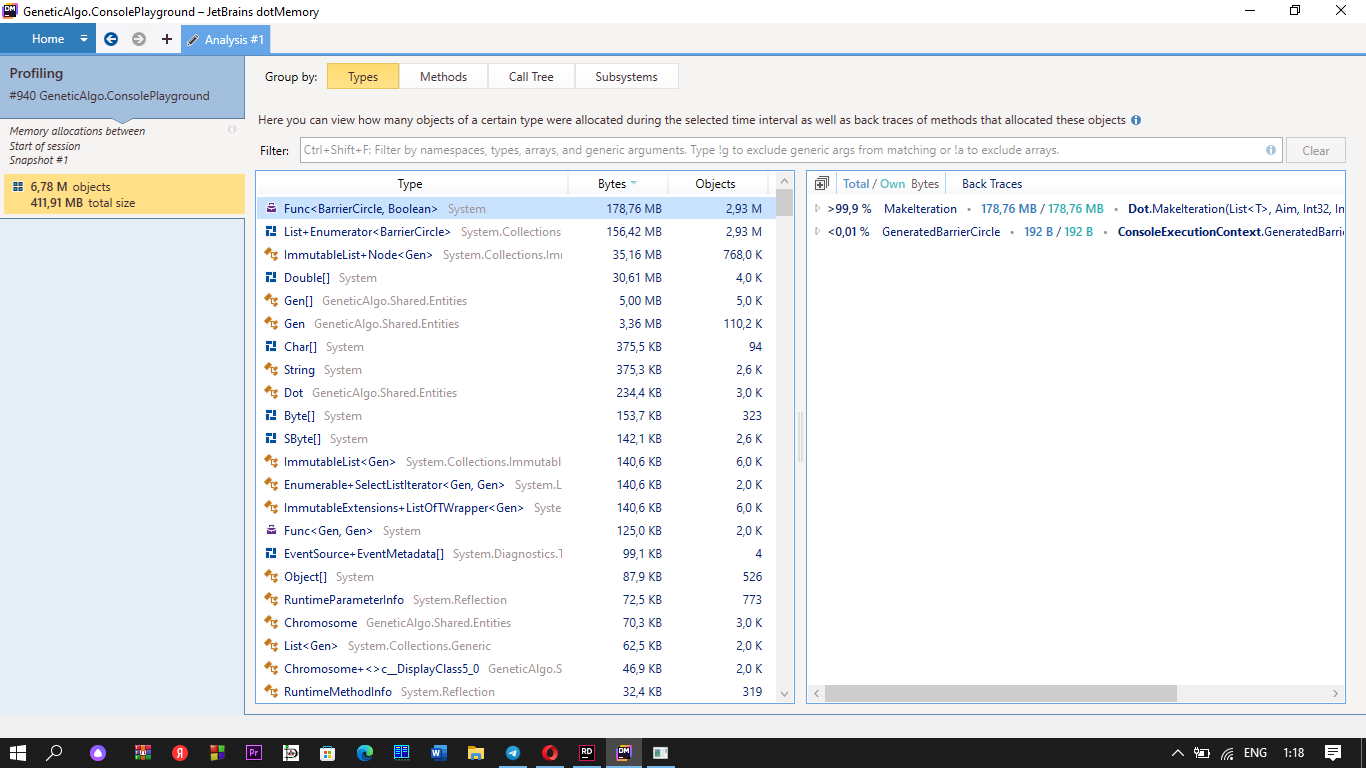 GeneticAlgo.ConsolePlayground – JetBrains dotMemory
Home
Analysis #1
Profiling
#940 GeneticAlgo.ConsolePlayground
Memory allocations between
Start of session
Snapshot #1
6,78 M objects
411,91 MB total size
Group by: Types Methods Call Tree Subsystems
Here you can view how many objects of a certain type were allocated during the selected time interval as well as back traces of methods that allocated these objects
Filter: Ctrl+Shift+F: Filter by namespaces, types, arrays, and generic arguments. Type !g to exclude generic args from matching or !a to exclude arrays. Clear
Type Bytes Objects
Func<BarrierCircle, Boolean> System 178,76 MB 2,93 M
List+Enumerator<BarrierCircle> System.Collections 156,42 MB 2,93 M
ImmutableList+Node<Gen> System.Collections.Im 35,16 MB 768,0 K
Double[] System 30,61 MB 4,0 K
Gen[] GeneticAlgo.Shared.Entities 5,00 MB 5,0 K
Gen GeneticAlgo.Shared.Entities 3,36 MB 110,2 K
Char[] System 375,5 KB 94
String System 375,3 KB 2,6 K
Dot GeneticAlgo.Shared.Entities 234,4 KB 3,0 K
Byte[] System 153,7 KB 323
SByte[] System 142,1 KB 2,6 K
ImmutableList<Gen> System.Collections.Immutabl 140,6 KB 6,0 K
Enumerable+SelectListIterator<Gen, Gen> System.L 140,6 KB 2,0 K
ImmutableExtensions+ListOfTWrapper<Gen> Syste 140,6 KB 6,0 K
Func<Gen, Gen> System 125,0 KB 2,0 K
EventSource+EventMetadata[] System.Diagnostics.T 99,1 KB 4
Object[] System 87,9 KB 526
RuntimeParameterInfo System.Reflection 72,5 KB 773
Chromosome GeneticAlgo.Shared.Entities 70,3 KB 3,0 K
List<Gen> System.Collections.Generic 62,5 KB 2,0 K
Chromosome+<>c__DisplayClass5_0 GeneticAlgo.S 46,9 KB 2,0 K
RuntimeMethodInfo System.Reflection 32,4 KB 319
Total / Own Bytes Back Traces
>99,9 % MakeIteration • 178,76 MB / 178,76 MB • Dot.MakeIteration(List<T>, Aim, Int32, In
<0,01 % GeneratedBarrierCircle • 192 B / 192 B • ConsoleExecutionContext.GeneratedBarrie
ENG 1:18